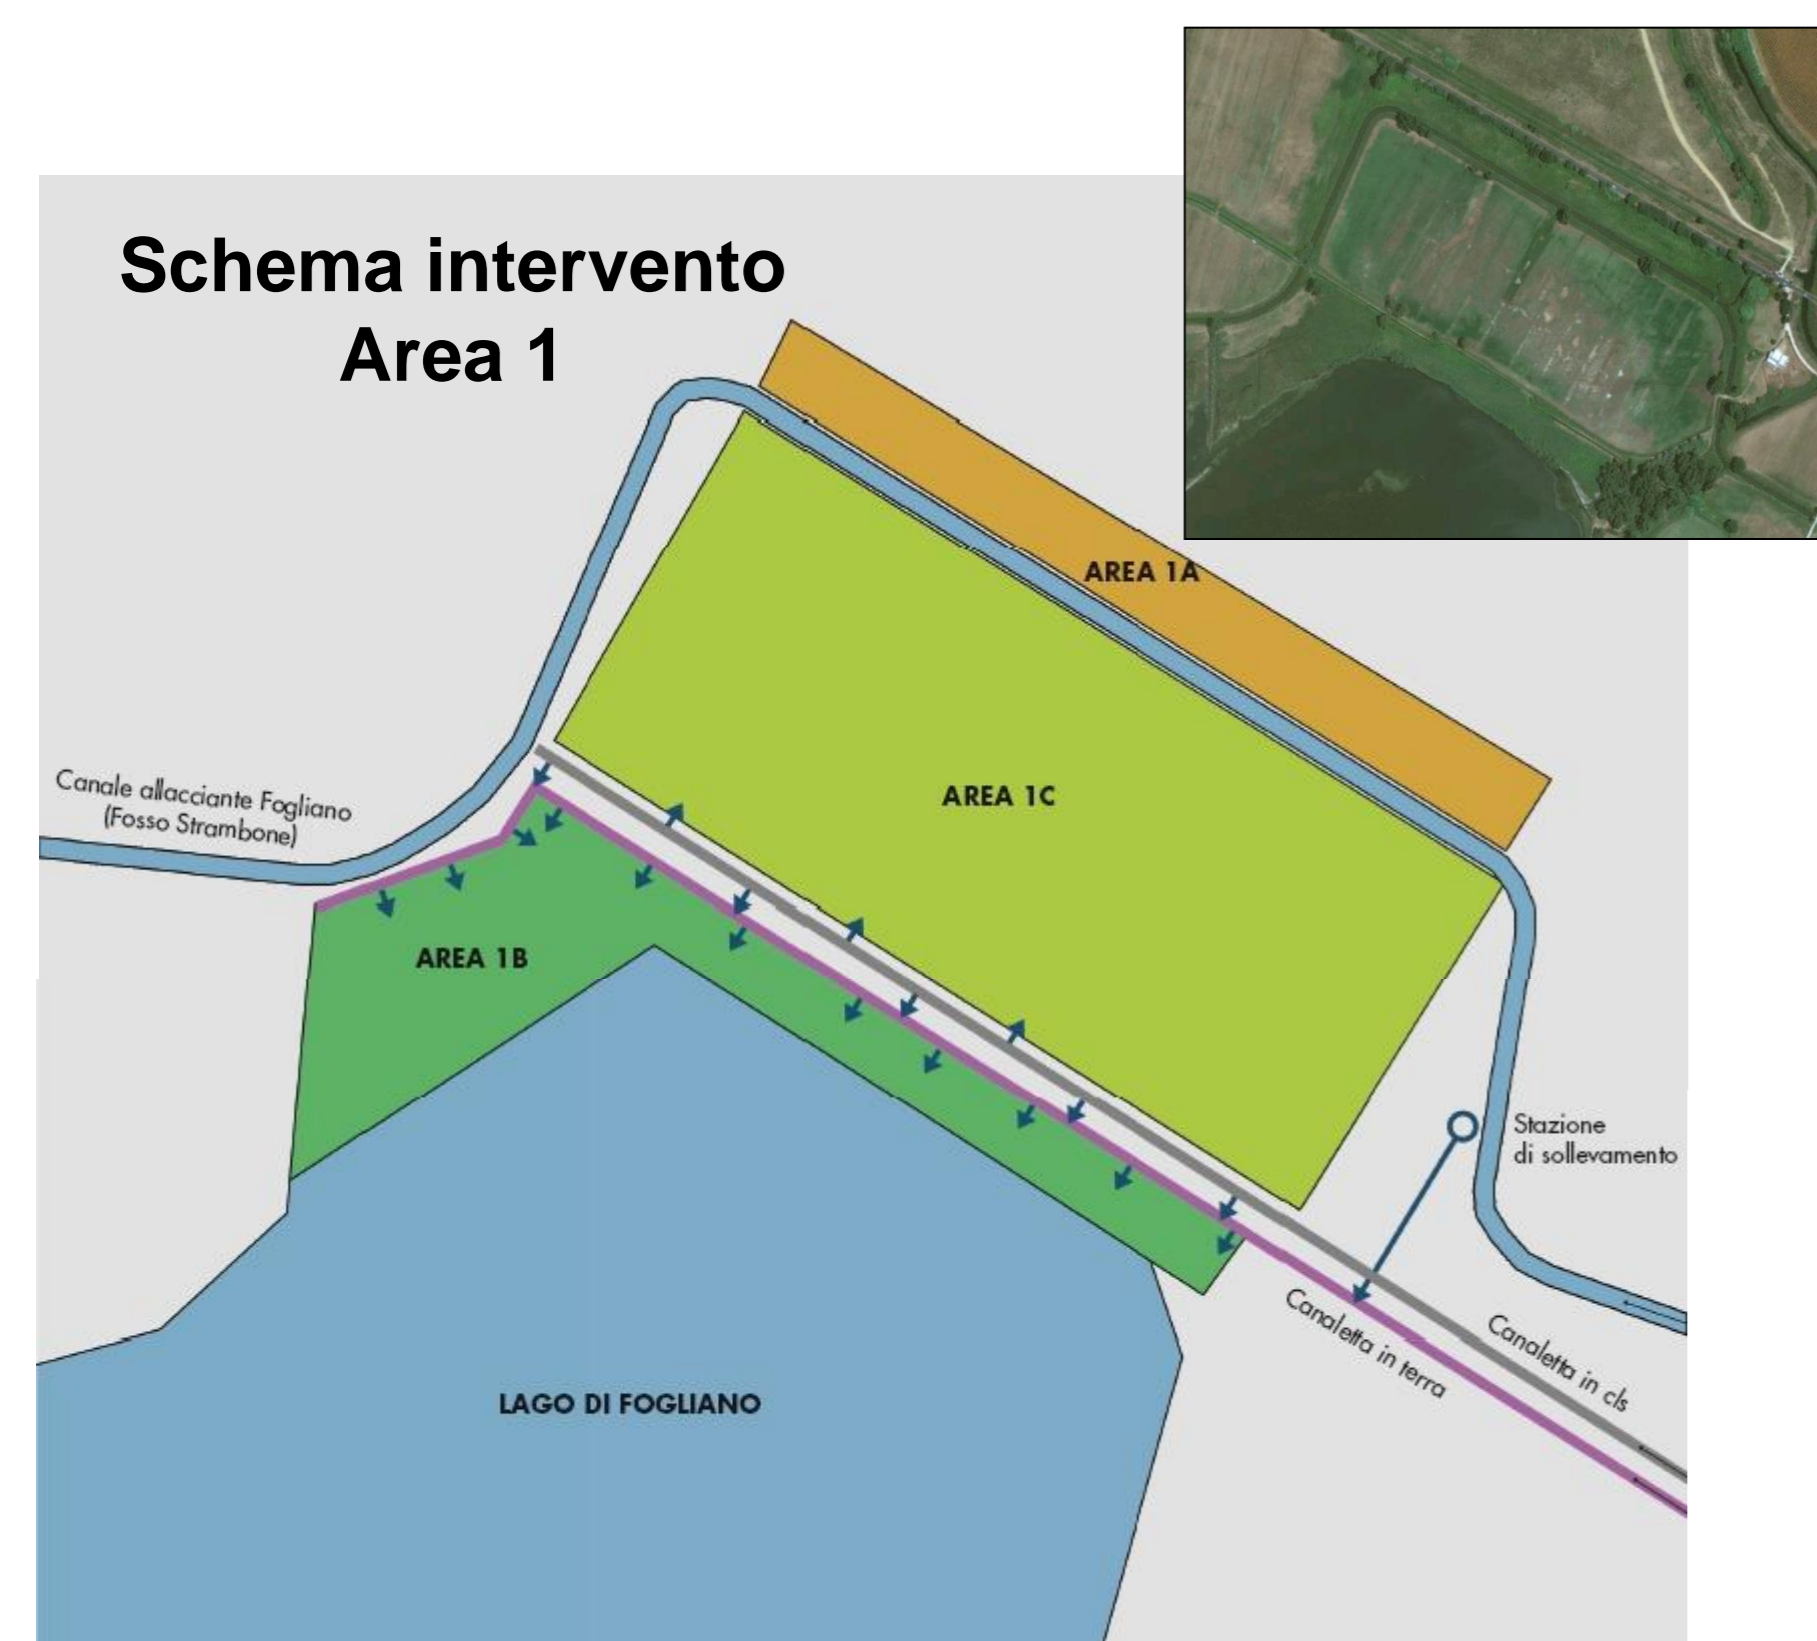 Schema intervento
Area 1
AREA 1A
AREA 1C
Canale allacciante Fogliano
(Fosso Strambone)
AREA 1B
Stazione
di sollevamento
Canaletta in terra
Canaletta in cls
LAGO DI FOGLIANO